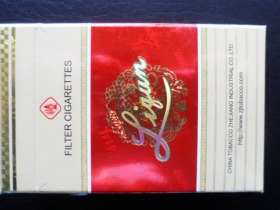 FILTER CIGARETTES
Liqun
CHINA TOBACCO ZHEJIANG INDUSTRIAL CO.,LTD.
http://www.zjtobacco.com